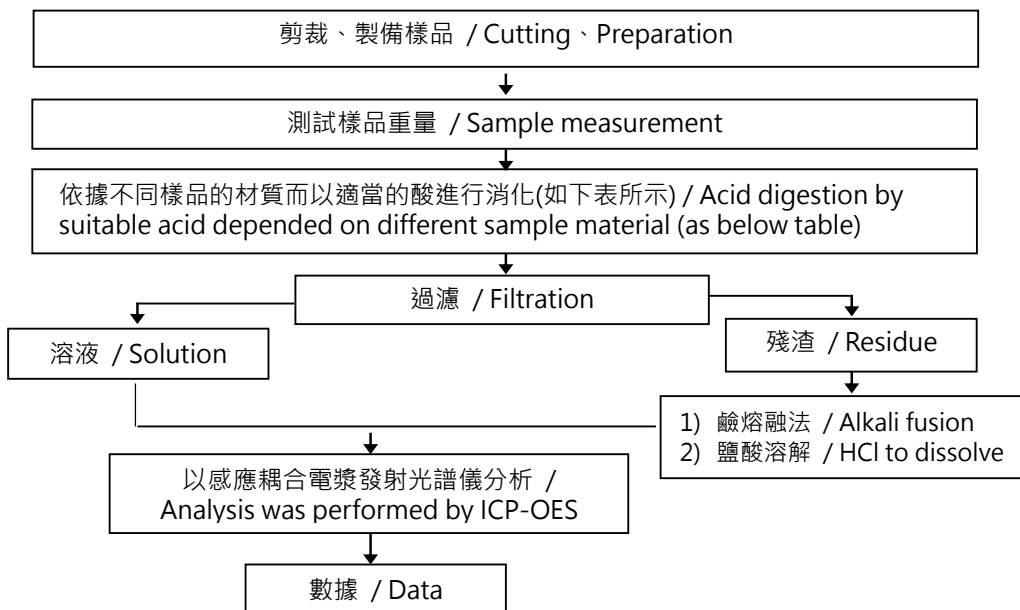 剪裁、製備樣品 / Cutting、Preparation
測試樣品重量 / Sample measurement
依據不同樣品的材質而以適當的酸進行消化(如下表所示) / Acid digestion by
suitable acid depended on different sample material (as below table)
過濾 / Filtration
溶液 / Solution
殘渣 / Residue
1) 鹼熔融法 / Alkali fusion
2) 鹽酸溶解 / HCl to dissolve
以感應耦合電漿發射光譜儀分析 /
Analysis was performed by ICP-OES
數據 / Data